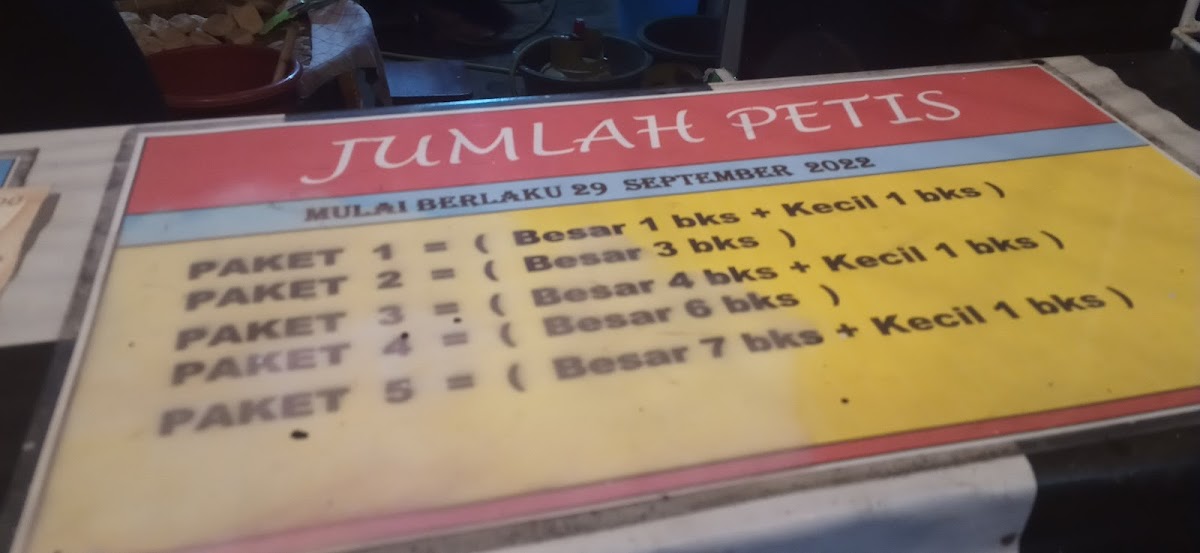 JUMLAH PETIS
MULAI BERLAKU 29 SEPTEMBER 2022
PAKET 1 = ( Besar 1 bks + Kecil 1 bks )
PAKET 2 = ( Besar 3 bks )
PAKET 3 = ( Besar 4 bks + Kecil 1 bks )
PAKET 4 = ( Besar 6 bks )
PAKET 5 = ( Besar 7 bks + Kecil 1 bks )